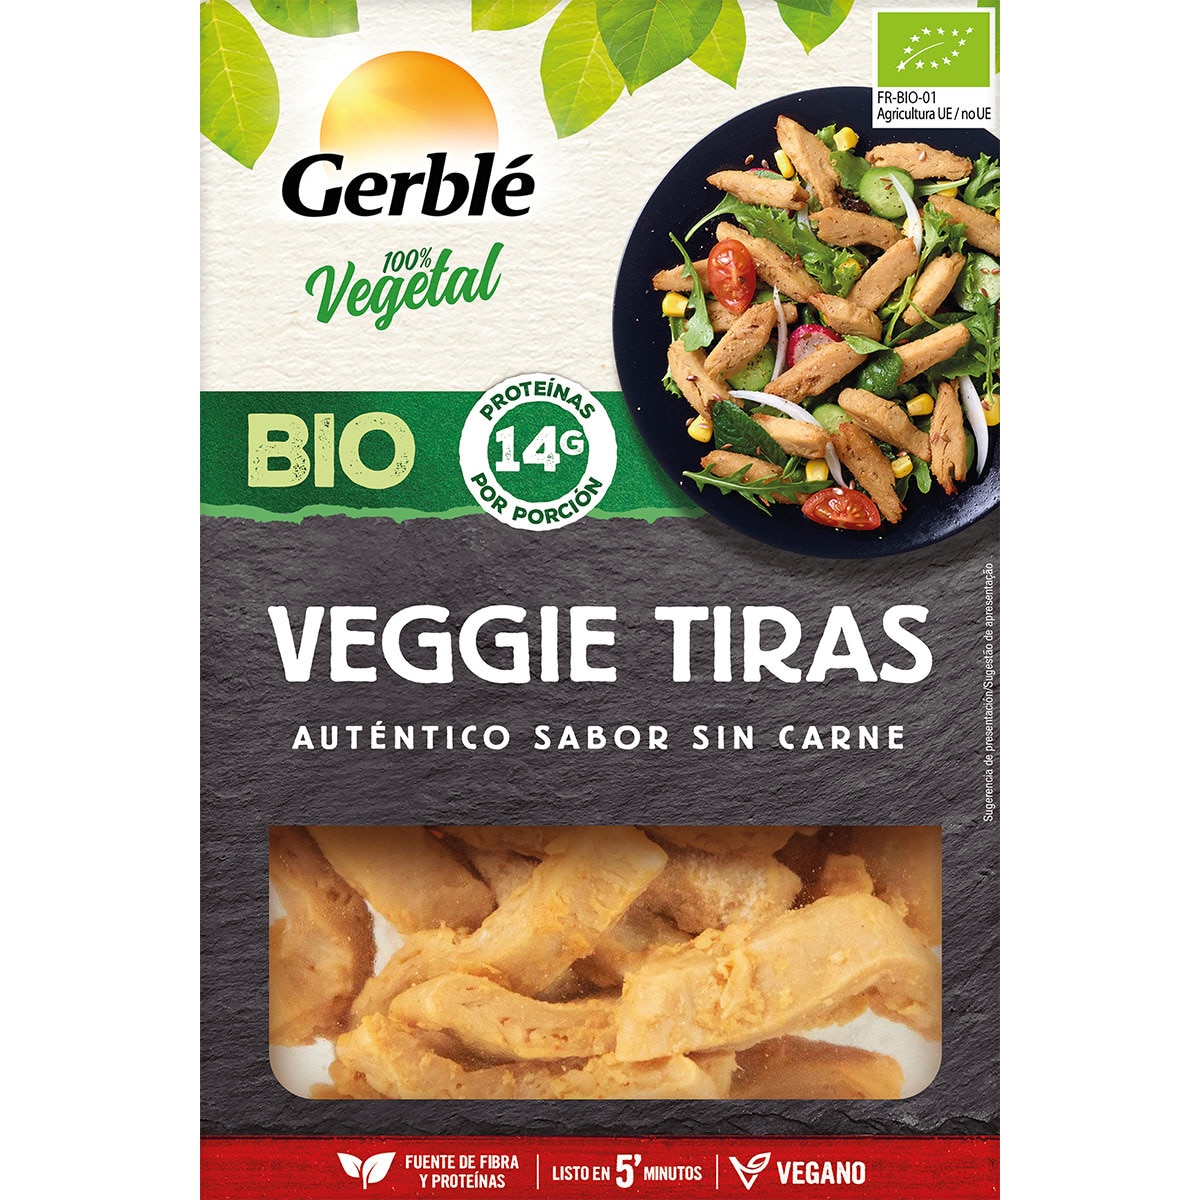 Gerblé
100%
Vegetal
FR-BIO-01
Agricultura UE / no UE
BIO
PROTEÍNAS
14G
POR PORCIÓN
VEGGIE TIRAS
AUTÉNTICO SABOR SIN CARNE
Sugerencia de presentación/Sugestão de apresentação
FUENTE DE FIBRA
Y PROTEÍNAS
LISTO EN 5' MINUTOS
VEGANO